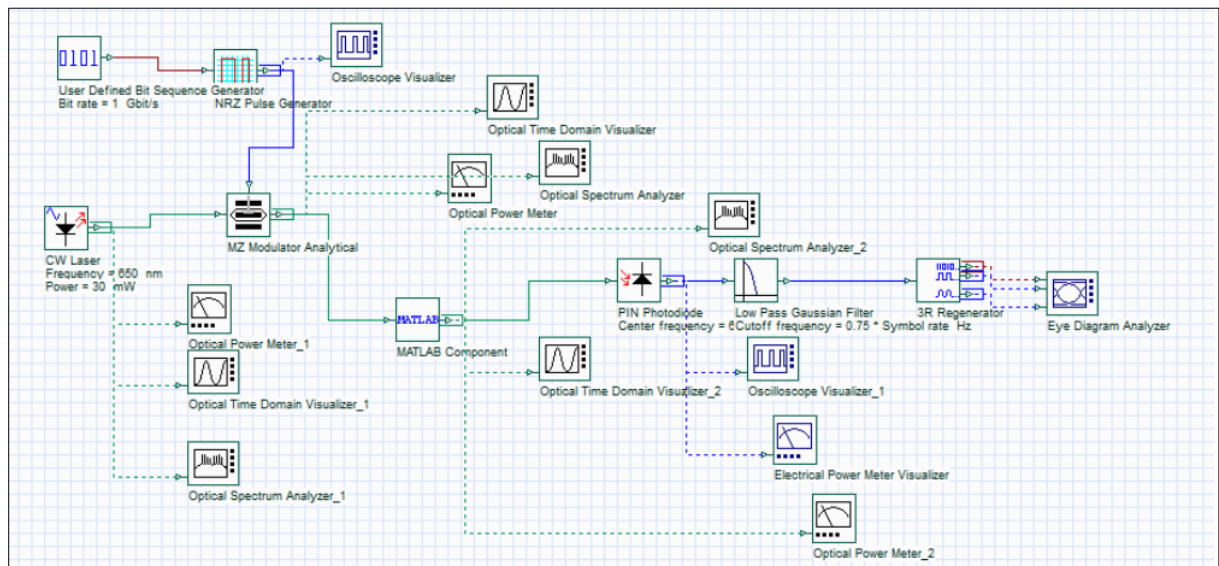 0101
User Defined Bit Sequence Generator
Bit rate = 1 Gbit/s
NRZ Pulse Generator
Oscilloscope Visualizer
Optical Time Domain Visualizer
Optical Spectrum Analyzer
Optical Power Meter
MZ Modulator Analytical
CW Laser
Frequency = 650 nm
Power = 30 mW
Optical Spectrum Analyzer_2
PIN Photodiode
Center frequency = 6
Low Pass Gaussian Filter
Cutoff frequency = 0.75 * Symbol rate Hz
3R Regenerator
Eye Diagram Analyzer
MATLAB
MATLAB Component
Optical Power Meter_1
Optical Time Domain Visualizer_1
Optical Time Domain Visualizer_2
Oscilloscope Visualizer_1
Optical Spectrum Analyzer_1
Electrical Power Meter Visualizer
Optical Power Meter_2